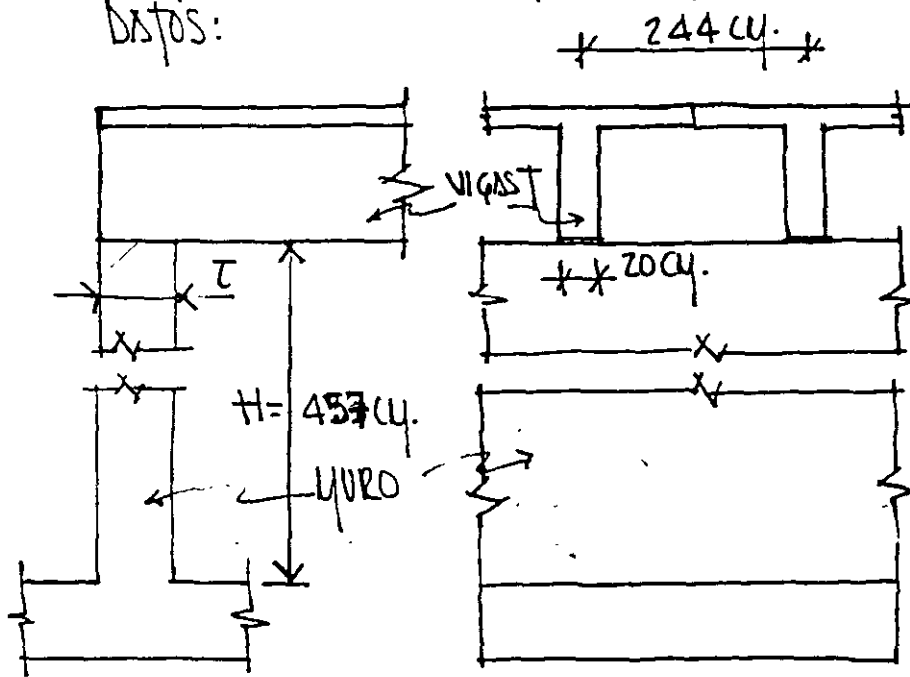 DATOS:
244 CM.
VIGAS T
20 CM.
T
H= 457 CM.
MURO